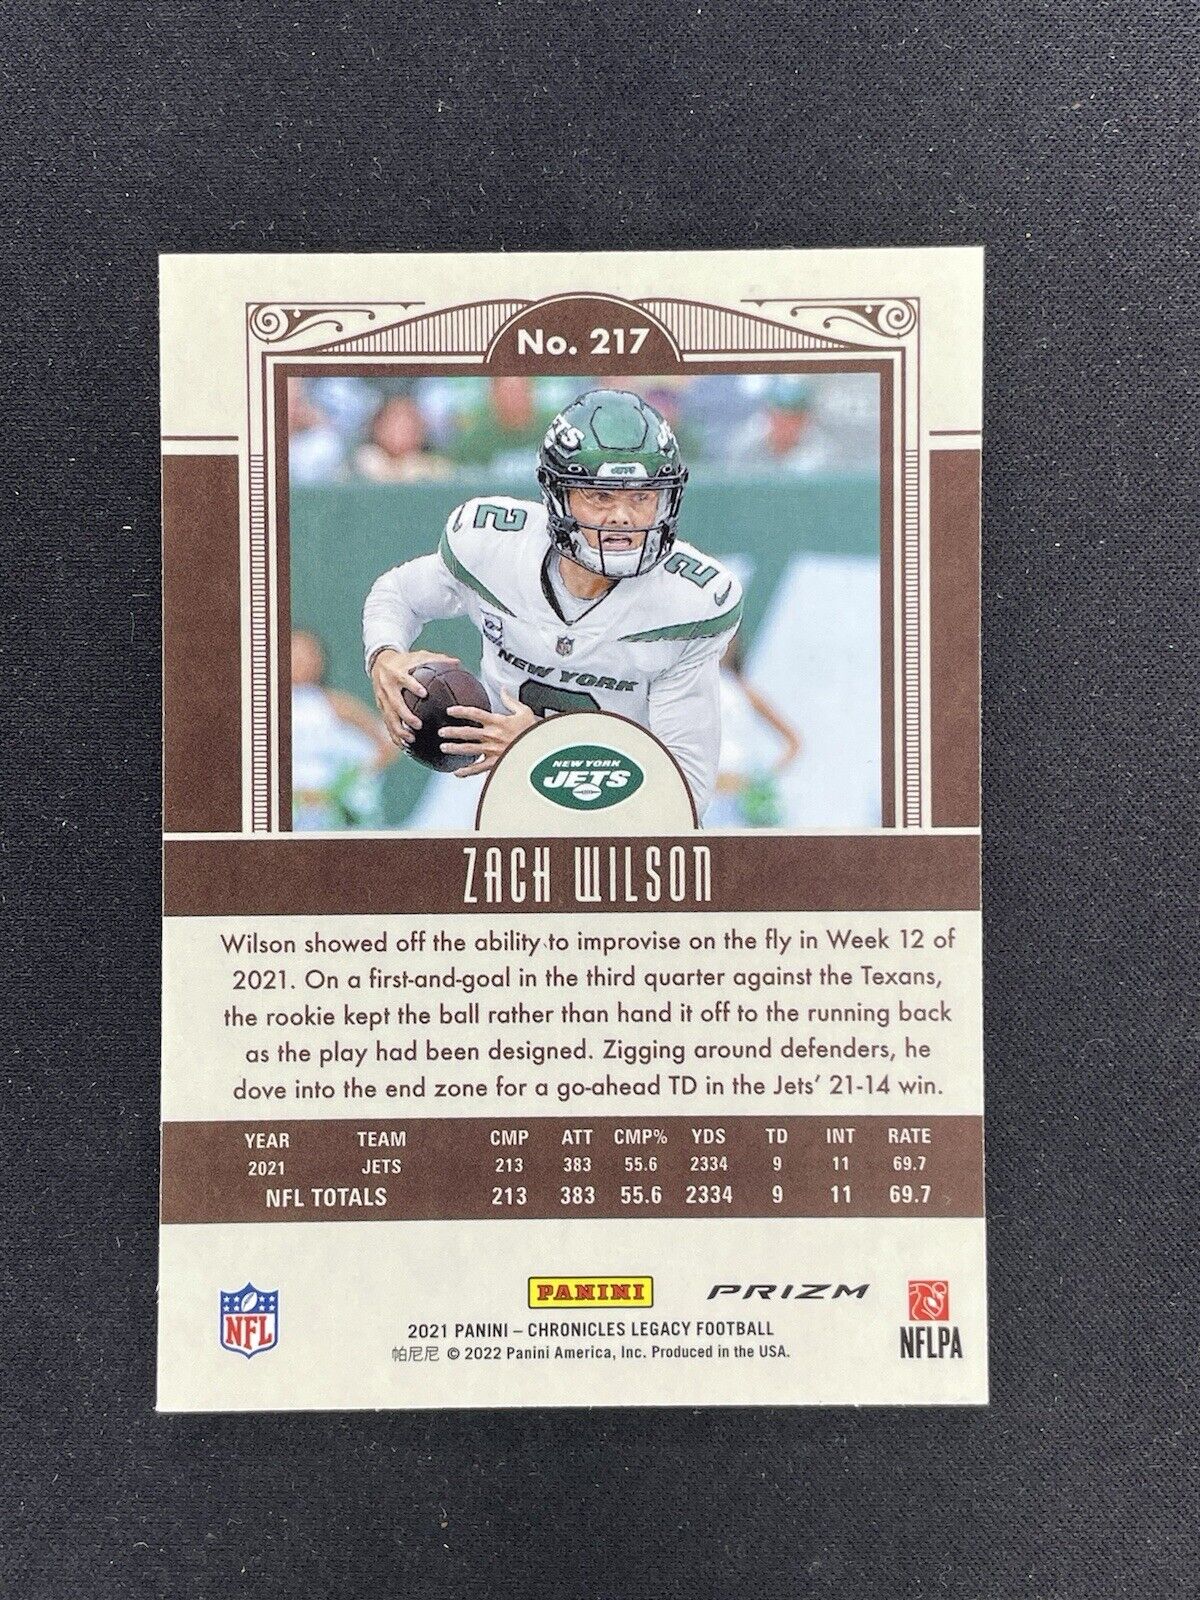 No. 217
JETS
JETS
2
2
NEW YORK
NEW YORK
JETS
ZACH WILSON
Wilson showed off the ability to improvise on the fly in Week 12 of
2021. On a first-and-goal in the third quarter against the Texans,
the rookie kept the ball rather than hand it off to the running back
as the play had been designed. Zigging around defenders, he
dove into the end zone for a go-ahead TD in the Jets' 21-14 win.
YEAR TEAM CMP ATT CMP% YDS TD INT RATE
2021 JETS 213 383 55.6 2334 9 11 69.7
NFL TOTALS 213 383 55.6 2334 9 11 69.7
NFL
PANINI
PRIZM
NFLPA
2021 PANINI – CHRONICLES LEGACY FOOTBALL
帕尼尼 © 2022 Panini America, Inc. Produced in the USA.